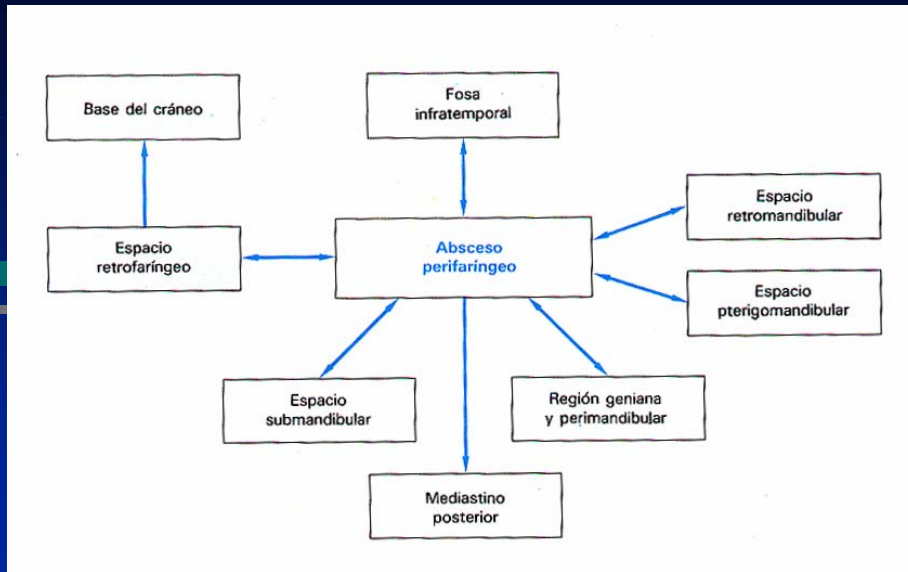 Base del cráneo
Fosa
infratemporal
Espacio
retromandibular
Espacio
retrofaríngeo
Absceso
perifaríngeo
Espacio
pterigomandibular
Espacio
submandibular
Región geniana
y perimandibular
Mediastino
posterior